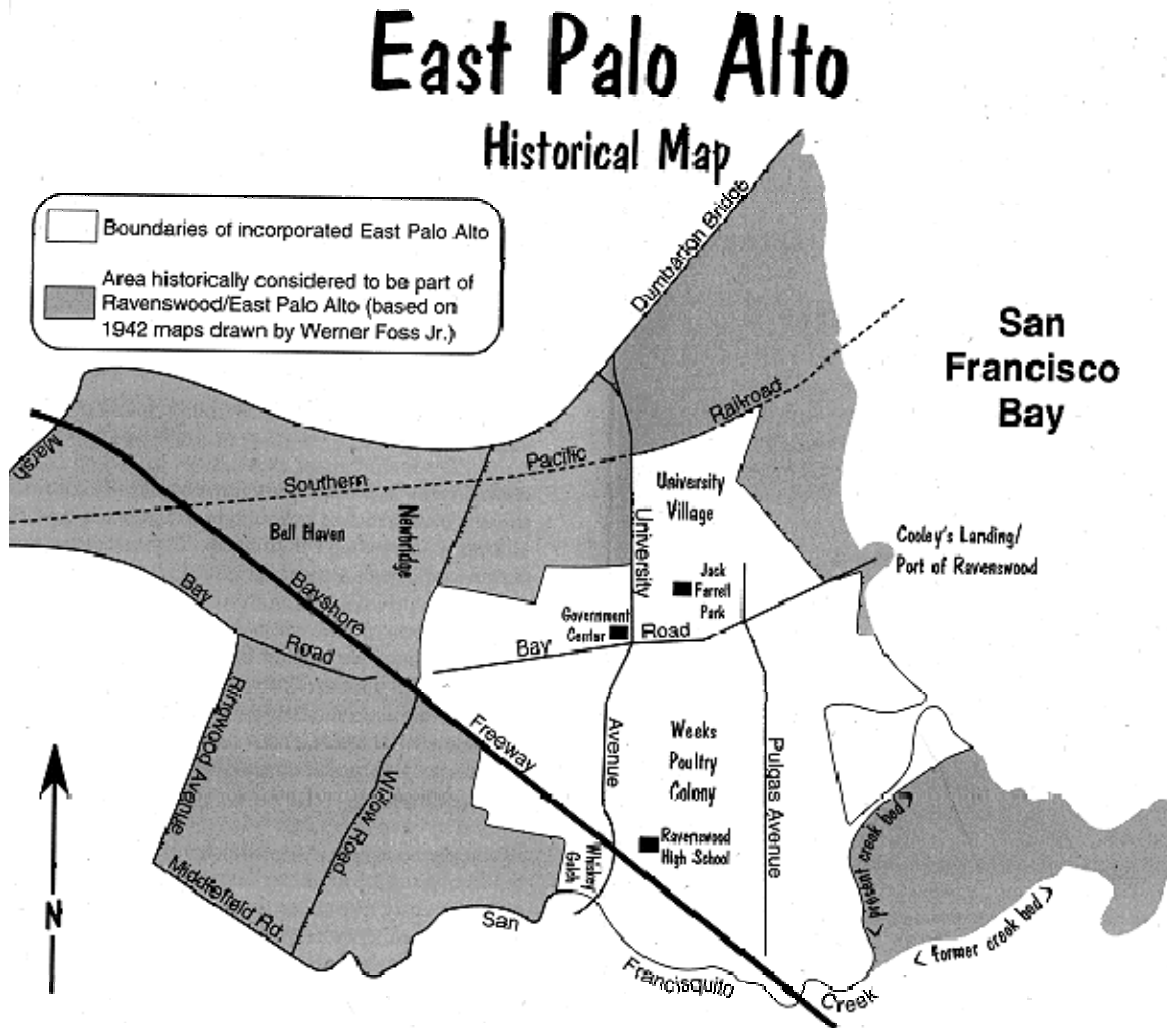 East Palo Alto
Historical Map
Boundaries of incorporated East Palo Alto
Area historically considered to be part of
Ravenswood/East Palo Alto (based on
1942 maps drawn by Werner Foss Jr.)
Dumbarton Bridge
San
Francisco
Bay
Marsh
Southern
Pacific
Railroad
Bell Haven
Newbridge
University
Village
University
Cooley's Landing/
Port of Ravenswood
Jack
Farrell
Park
Government
Center
Bay
Road
Bayshore
Bay
Road
Ringwood Avenue
Willow Road
Freeway
Avenue
Weeks
Poultry
Colony
Pulgas Avenue
Ravenswood
High School
Whiskey
Gulch
Middlefield Rd.
San
Francisquito
Creek
< present creek bed >
< former creek bed >
N